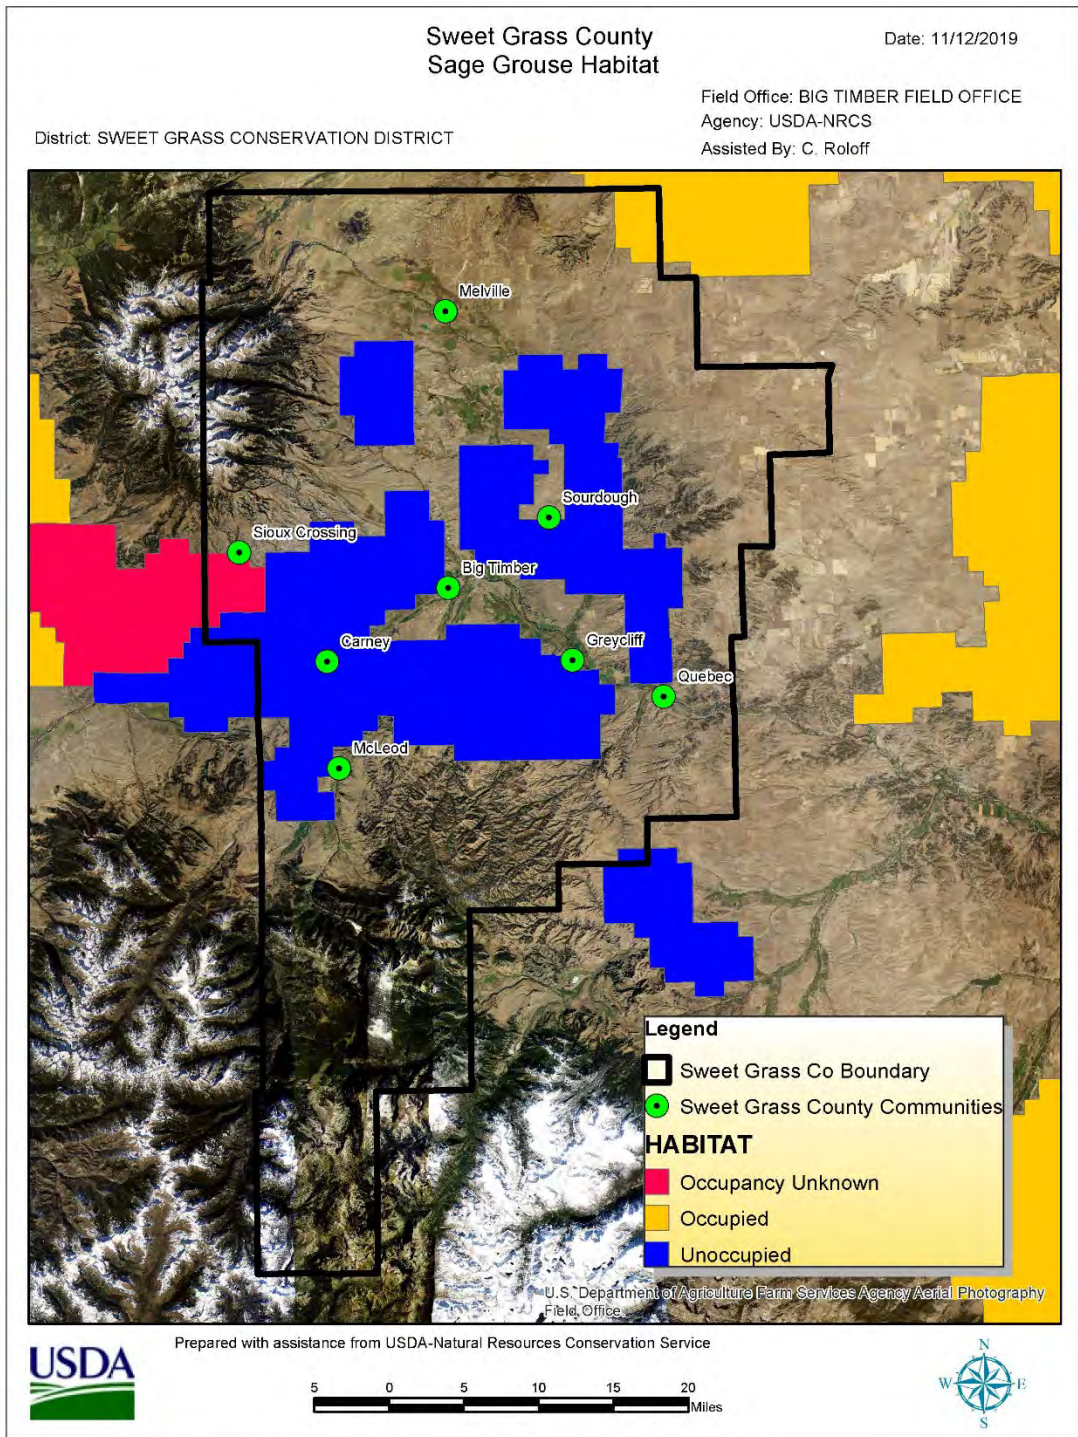 Sweet Grass County
Sage Grouse Habitat
Date: 11/12/2019
Field Office: BIG TIMBER FIELD OFFICE
Agency: USDA-NRCS
Assisted By: C. Roloff
District: SWEET GRASS CONSERVATION DISTRICT
Melville
Sourdough
Sioux Crossing
Big Timber
Carney
Greycliff
Quebec
McLeod
Legend
Sweet Grass Co Boundary
Sweet Grass County Communities
HABITAT
Occupancy Unknown
Occupied
Unoccupied
U.S. Department of Agriculture Farm Services Agency Aerial Photography
Field Office
Prepared with assistance from USDA-Natural Resources Conservation Service
USDA
5 0 5 10 15 20
Miles
N
W E
S